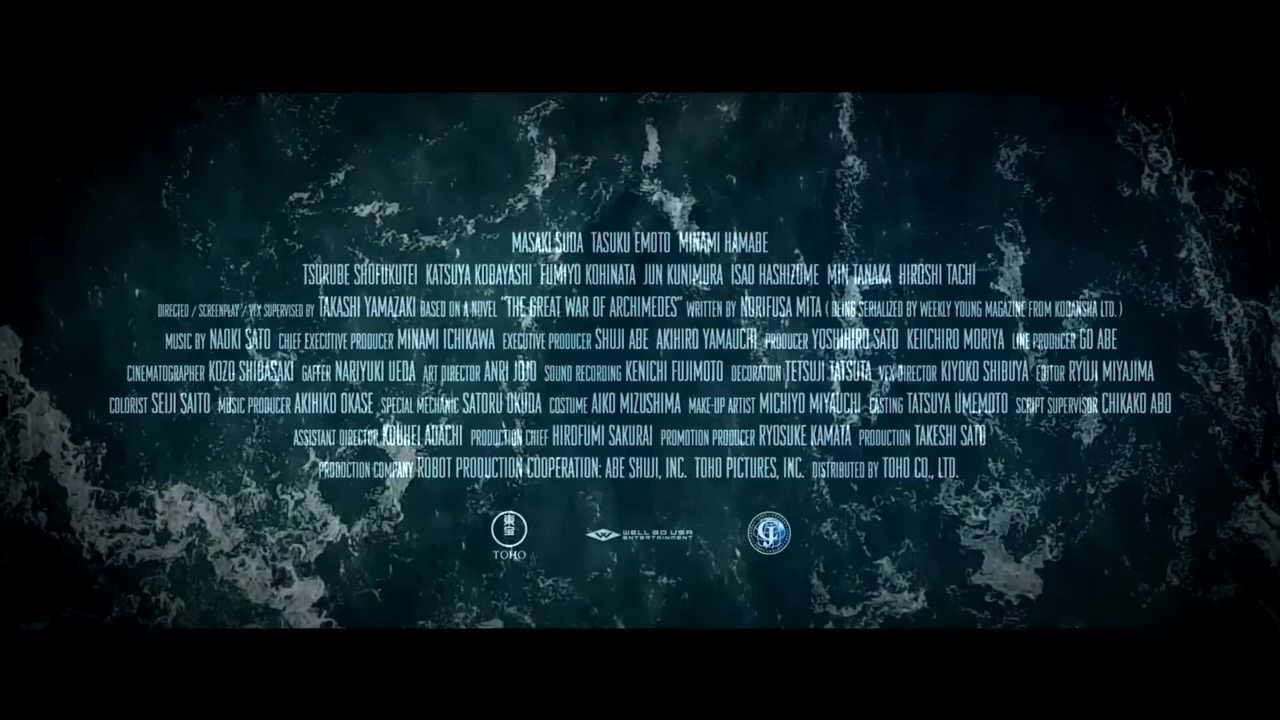 MASAKI SUDA TASUKU EMOTO MINAMI HAMABE
TSURUBE SHOFUKUTEI KATSUYA KOBAYASHI FUMIYO KOHINATA JUN KUNIMURA ISAO HASHIZUME MIN TANAKA HIROSHI TACHI
DIRECTED / SCREENPLAY / VFX SUPERVISED BY TAKASHI YAMAZAKI BASED ON A NOVEL "THE GREAT WAR OF ARCHIMEDES" WRITTEN BY NORIFUSA MITA ( BEING SERIALIZED BY WEEKLY YOUNG MAGAZINE FROM KODANSHA LTD. )
MUSIC BY NAOKI SATO CHIEF EXECUTIVE PRODUCER MINAMI ICHIKAWA EXECUTIVE PRODUCER SHUJI ABE AKIHIRO YAMAUCHI PRODUCER YOSHIHIRO SATO KEIICHIRO MORIYA LINE PRODUCER GO ABE
CINEMATOGRAPHER KOZO SHIBASAKI GAFFER NARIYUKI UEDA ART DIRECTOR ANRI JOJO SOUND RECORDING KENICHI FUJIMOTO DECORATION TETSUJI TATSUTA VFX DIRECTOR KIYOKO SHIBUYA EDITOR RYUJI MIYAJIMA
COLORIST SEIJI SAITO MUSIC PRODUCER AKIHIKO OKASE SPECIAL MECHANIC SATORU OKUDA COSTUME AIKO MIZUSHIMA MAKE-UP ARTIST MICHIYO MIYAUCHI CASTING TATSUYA UMEMOTO SCRIPT SUPERVISOR CHIKAKO ABO
ASSISTANT DIRECTOR KOUHEI ADACHI PRODUCTION CHIEF HIROFUMI SAKURAI PROMOTION PRODUCER RYOSUKE KAMATA PRODUCTION TAKESHI SATO
PRODUCTION COMPANY ROBOT PRODUCTION COOPERATION: ABE SHUJI, INC. TOHO PICTURES, INC. DISTRIBUTED BY TOHO CO., LTD.
東宝
TOHO
WELL GO USA
ENTERTAINMENT